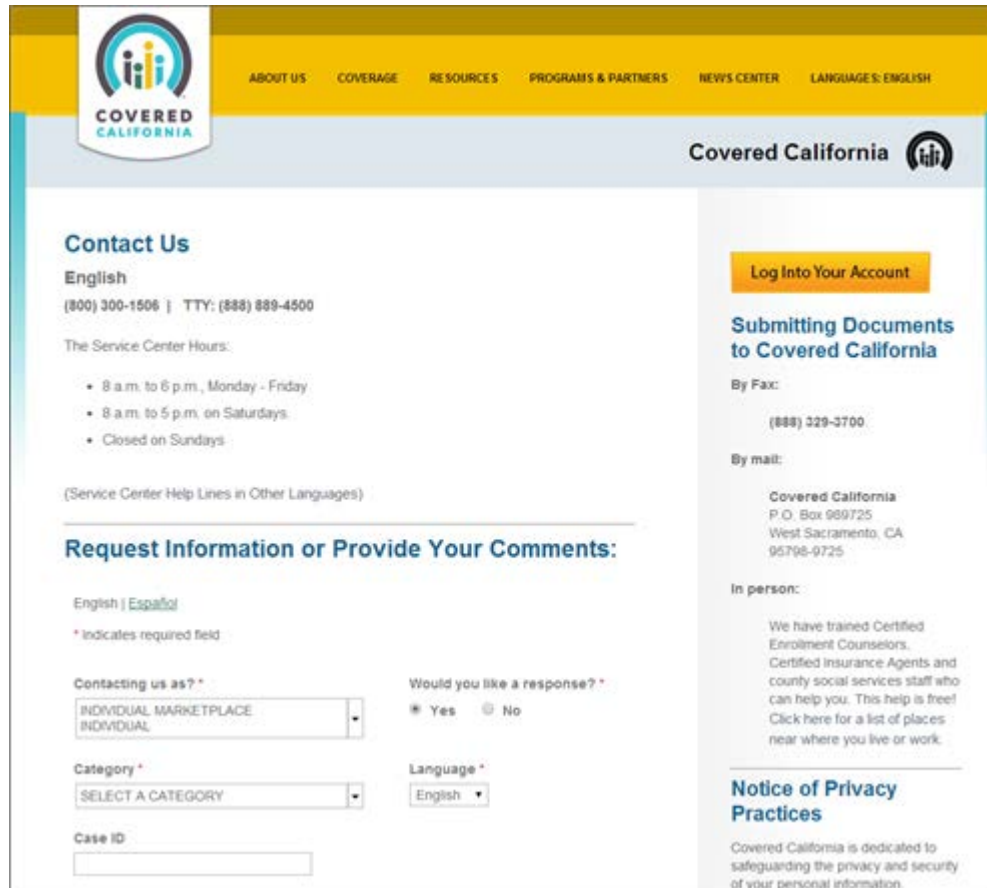 COVERED
CALIFORNIA
ABOUT US
COVERAGE
RESOURCES
PROGRAMS & PARTNERS
NEWS CENTER
LANGUAGES: ENGLISH
Covered California
Contact Us
English
(800) 300-1506 | TTY: (888) 889-4500
The Service Center Hours:
• 8 a.m. to 6 p.m., Monday - Friday
• 8 a.m. to 5 p.m. on Saturdays
• Closed on Sundays
(Service Center Help Lines in Other Languages)
Request Information or Provide Your Comments:
English | Español
* Indicates required field
Contacting us as? *
INDIVIDUAL MARKETPLACE
INDIVIDUAL
Would you like a response? *
Yes No
Category *
SELECT A CATEGORY
Language *
English
Case ID
Log Into Your Account
Submitting Documents
to Covered California
By Fax:
(888) 329-3700
By mail:
Covered California
P.O. Box 989725
West Sacramento, CA
95798-9725
In person:
We have trained Certified
Enrollment Counselors,
Certified Insurance Agents and
county social services staff who
can help you. This help is free!
Click here for a list of places
near where you live or work.
Notice of Privacy
Practices
Covered California is dedicated to
safeguarding the privacy and security
of your personal information